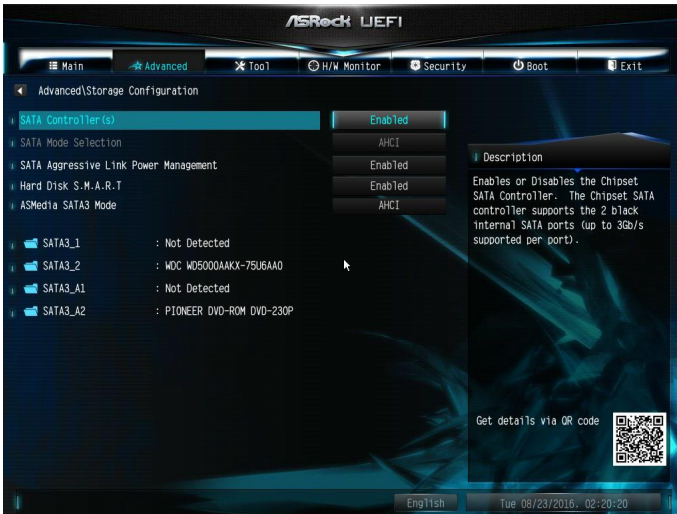 ASRock UEFI
Main
Advanced
Tool
H/W Monitor
Security
Boot
Exit
Advanced\Storage Configuration
SATA Controller(s) Enabled
SATA Mode Selection AHCI
SATA Aggressive Link Power Management Enabled
Hard Disk S.M.A.R.T Enabled
ASMedia SATA3 Mode AHCI
SATA3_1 : Not Detected
SATA3_2 : WDC WD5000AAKX-75U6AA0
SATA3_A1 : Not Detected
SATA3_A2 : PIONEER DVD-ROM DVD-230P
Description
Enables or Disables the Chipset
SATA Controller. The Chipset SATA
controller supports the 2 black
internal SATA ports (up to 3Gb/s
supported per port).
Get details via QR code
English
Tue 08/23/2016. 02:20:20